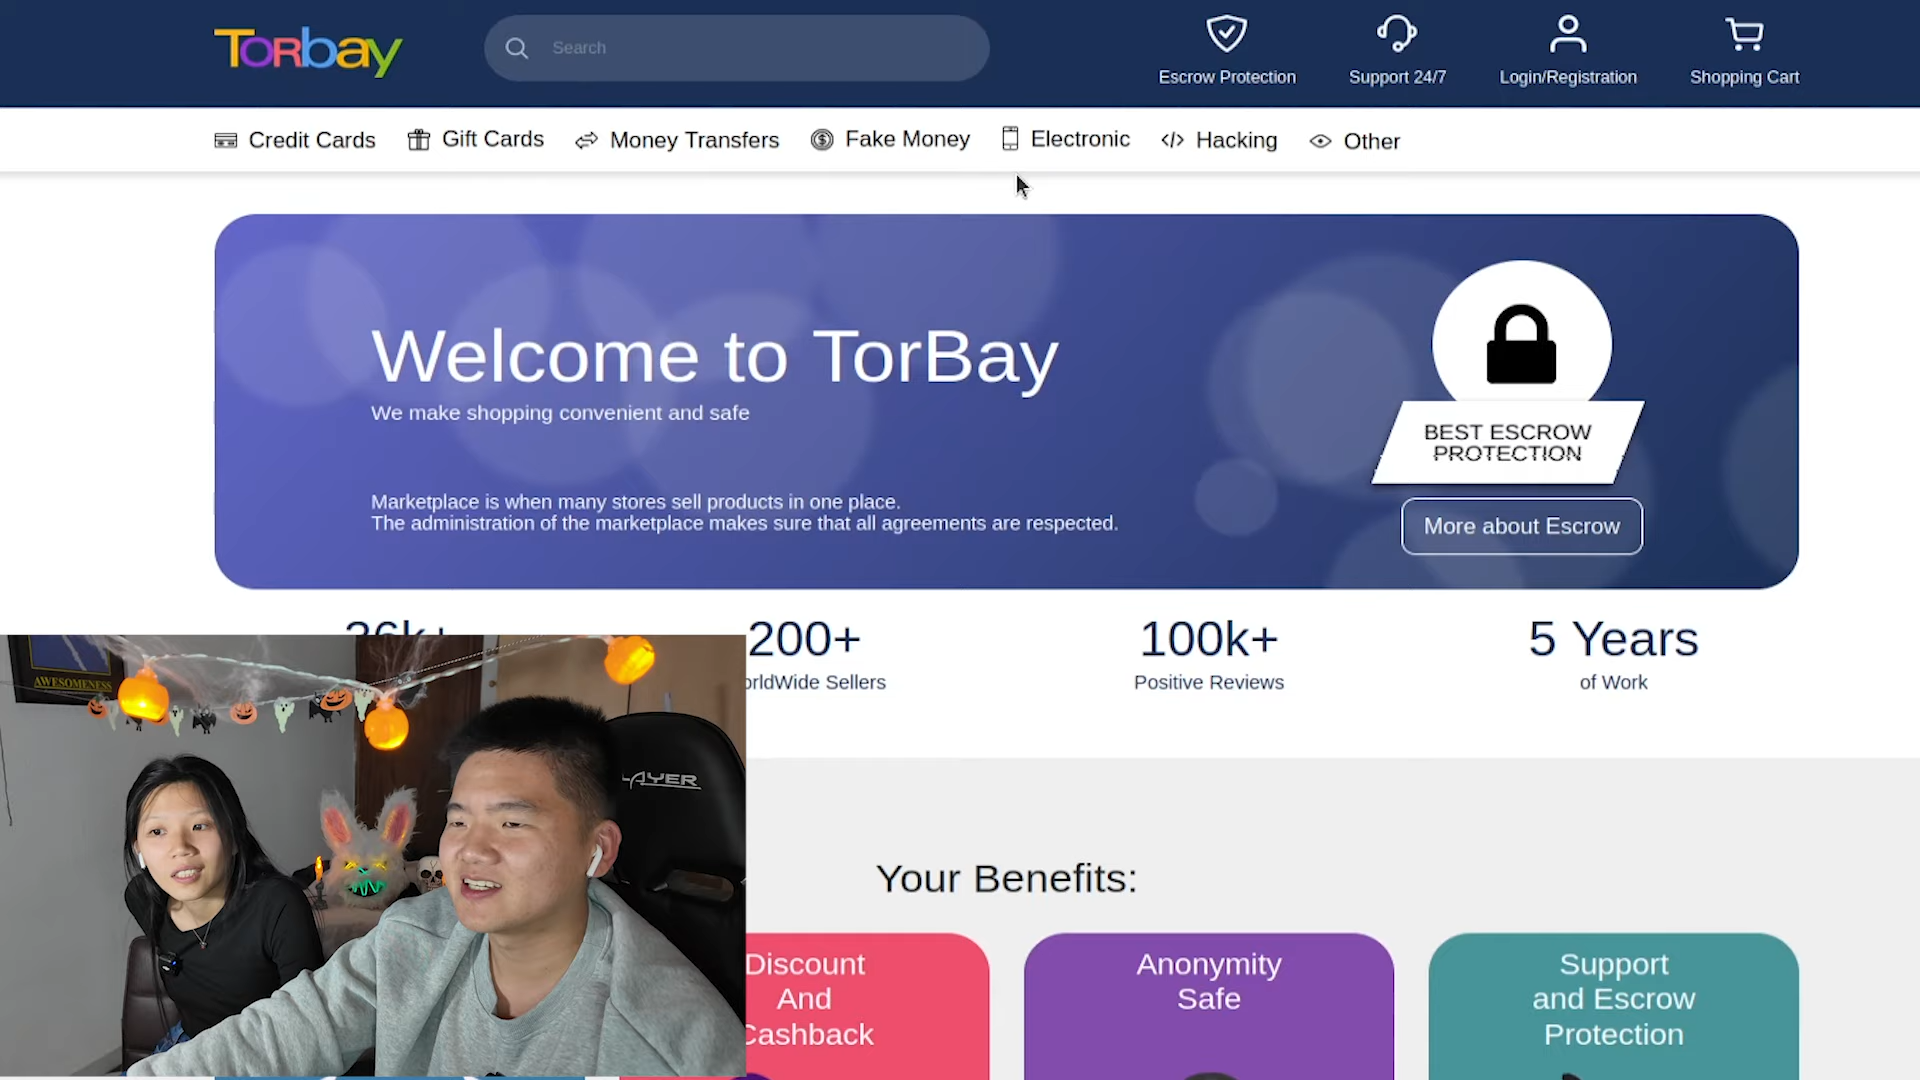 Torbay
Search
Escrow Protection
Support 24/7
Login/Registration
Shopping Cart
Credit Cards
Gift Cards
Money Transfers
Fake Money
Electronic
Hacking
Other
Welcome to TorBay
We make shopping convenient and safe
Marketplace is when many stores sell products in one place.
The administration of the marketplace makes sure that all agreements are respected.
BEST ESCROW
PROTECTION
More about Escrow
36k+
200+
100k+
5 Years
Sellers
Positive Reviews
of Work
AWESOMENESS
Your Benefits:
Discount
And
Cashback
Anonymity
Safe
Support
and Escrow
Protection